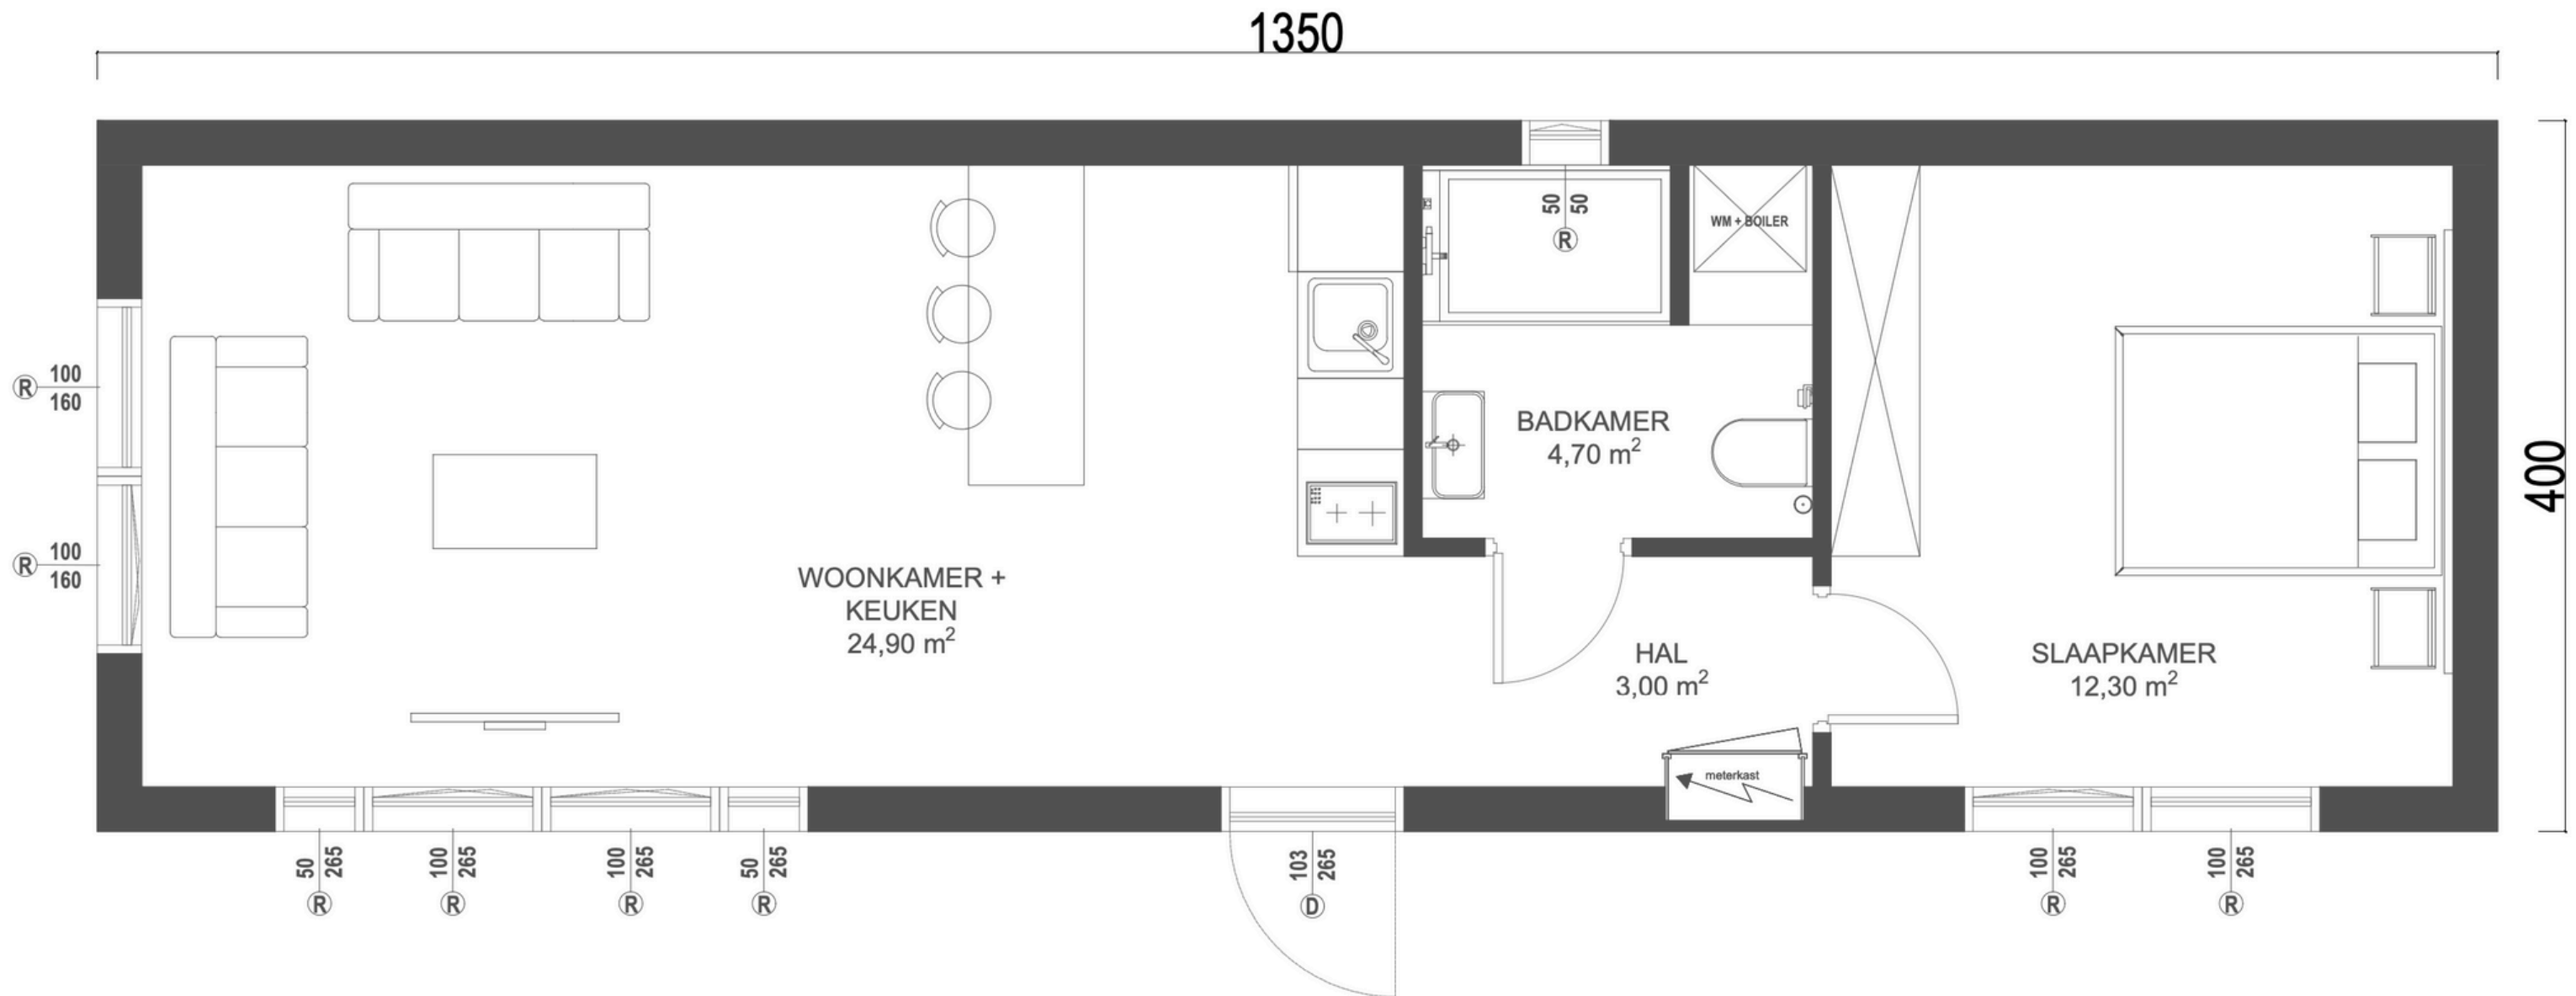 1350
400
50
50
R
WM + BOILER
100
160
R
100
160
R
BADKAMER
4,70 m²
WOONKAMER +
KEUKEN
24,90 m²
HAL
3,00 m²
SLAAPKAMER
12,30 m²
meterkast
50
265
R
100
265
R
100
265
R
50
265
R
103
265
D
100
265
R
100
265
R